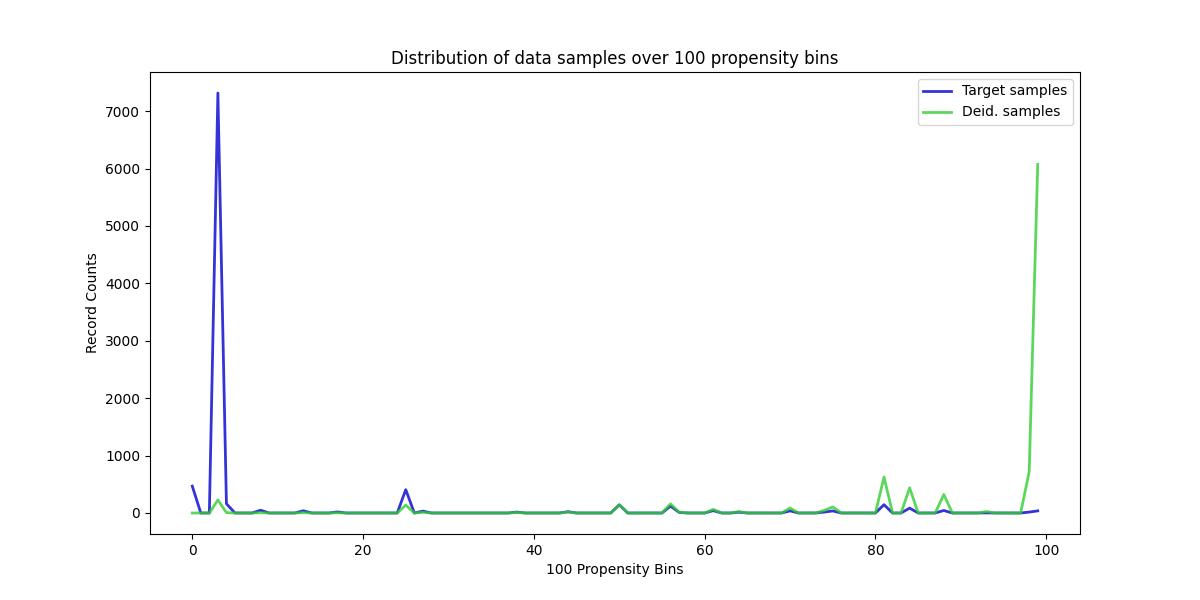 Distribution of data samples over 100 propensity bins
Target samples
Deid. samples
7000
6000
5000
4000
3000
2000
1000
0
Record Counts
0 20 40 60 80 100
100 Propensity Bins